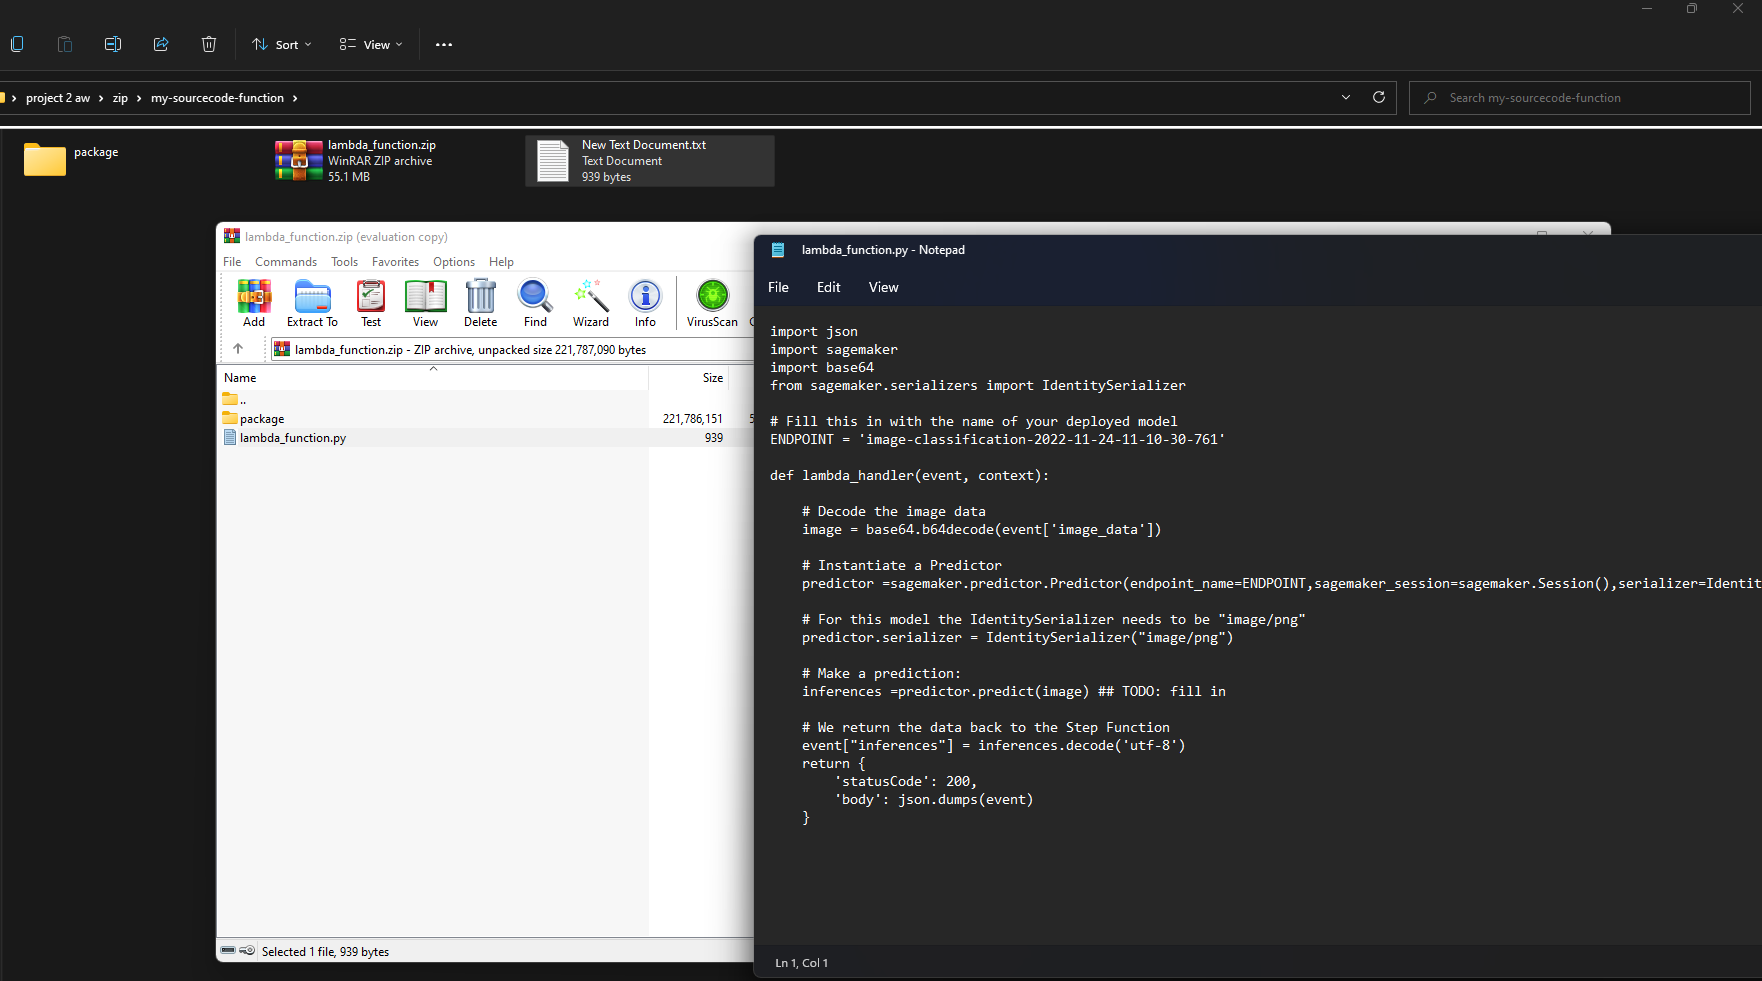 Sort
View
project 2 aw > zip > my-sourcecode-function >
Search my-sourcecode-function
package
lambda_function.zip
WinRAR ZIP archive
55.1 MB
New Text Document.txt
Text Document
939 bytes
lambda_function.zip (evaluation copy)
File Commands Tools Favorites Options Help
Add Extract To Test View Delete Find Wizard Info VirusScan
lambda_function.zip - ZIP archive, unpacked size 221,787,090 bytes
Name Size
..
package 221,786,151
lambda_function.py 939
Selected 1 file, 939 bytes
lambda_function.py - Notepad
File Edit View
import json
import sagemaker
import base64
from sagemaker.serializers import IdentitySerializer
# Fill this in with the name of your deployed model
ENDPOINT = 'image-classification-2022-11-24-11-10-30-761'
def lambda_handler(event, context):
# Decode the image data
image = base64.b64decode(event['image_data'])
# Instantiate a Predictor
predictor =sagemaker.predictor.Predictor(endpoint_name=ENDPOINT,sagemaker_session=sagemaker.Session(),serializer=Identit
# For this model the IdentitySerializer needs to be "image/png"
predictor.serializer = IdentitySerializer("image/png")
# Make a prediction:
inferences =predictor.predict(image) ## TODO: fill in
# We return the data back to the Step Function
event["inferences"] = inferences.decode('utf-8')
return {
'statusCode': 200,
'body': json.dumps(event)
}
Ln 1, Col 1